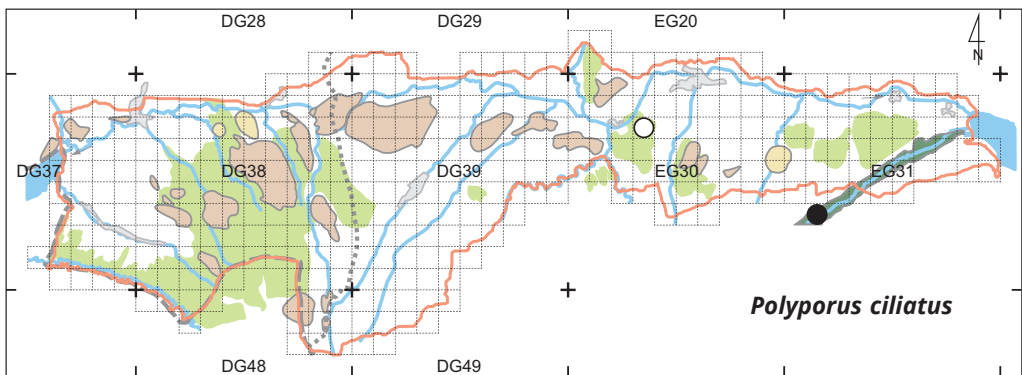 DG28 DG29 EG20
N
DG37 DG38 DG39 EG30 EG31
Polyporus ciliatus
DG48 DG49